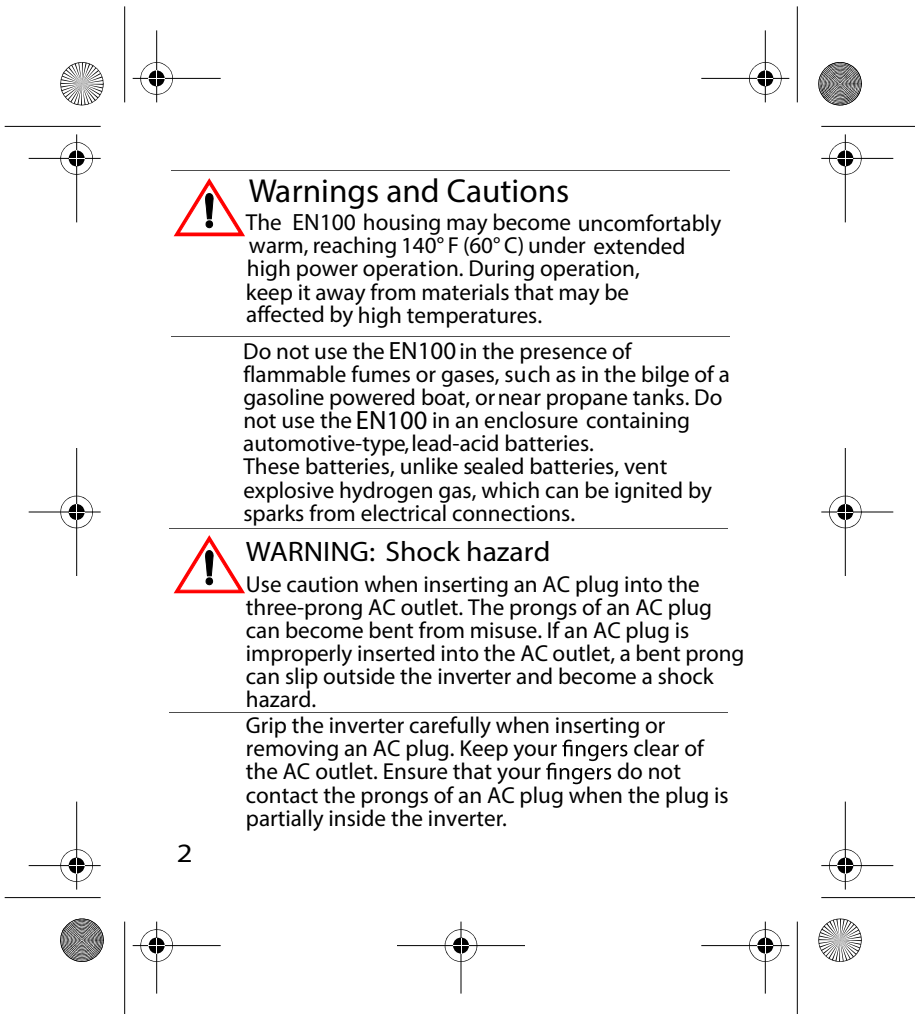 Warnings and Cautions
The EN100 housing may become uncomfortably
warm, reaching 140° F (60° C) under extended
high power operation. During operation,
keep it away from materials that may be
affected by high temperatures.
Do not use the EN100 in the presence of
flammable fumes or gases, such as in the bilge of a
gasoline powered boat, or near propane tanks. Do
not use the EN100 in an enclosure containing
automotive-type, lead-acid batteries.
These batteries, unlike sealed batteries, vent
explosive hydrogen gas, which can be ignited by
sparks from electrical connections.
WARNING: Shock hazard
Use caution when inserting an AC plug into the
three-prong AC outlet. The prongs of an AC plug
can become bent from misuse. If an AC plug is
improperly inserted into the AC outlet, a bent prong
can slip outside the inverter and become a shock
hazard.
Grip the inverter carefully when inserting or
removing an AC plug. Keep your fingers clear of
the AC outlet. Ensure that your fingers do not
contact the prongs of an AC plug when the plug is
partially inside the inverter.
2